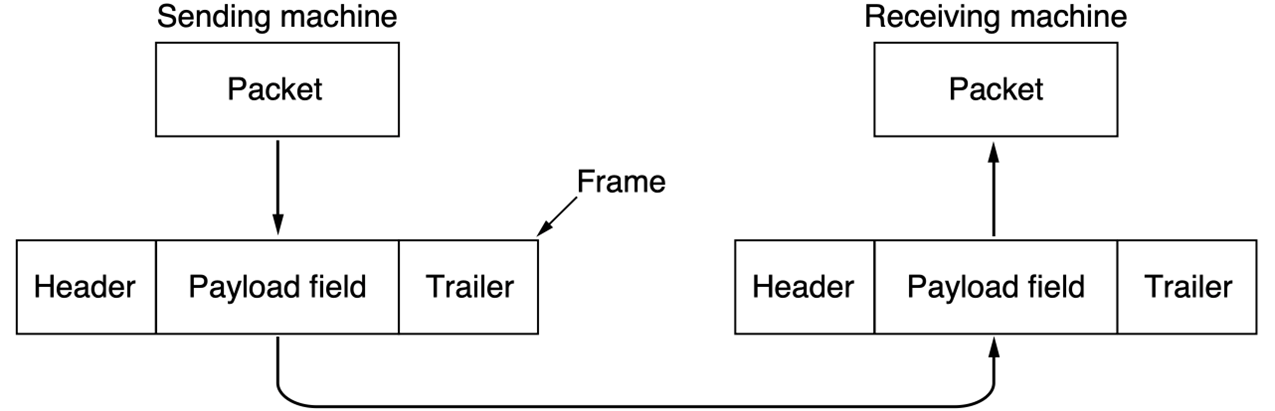 Sending machine
Receiving machine
Packet
Packet
Frame
Header
Payload field
Trailer
Header
Payload field
Trailer